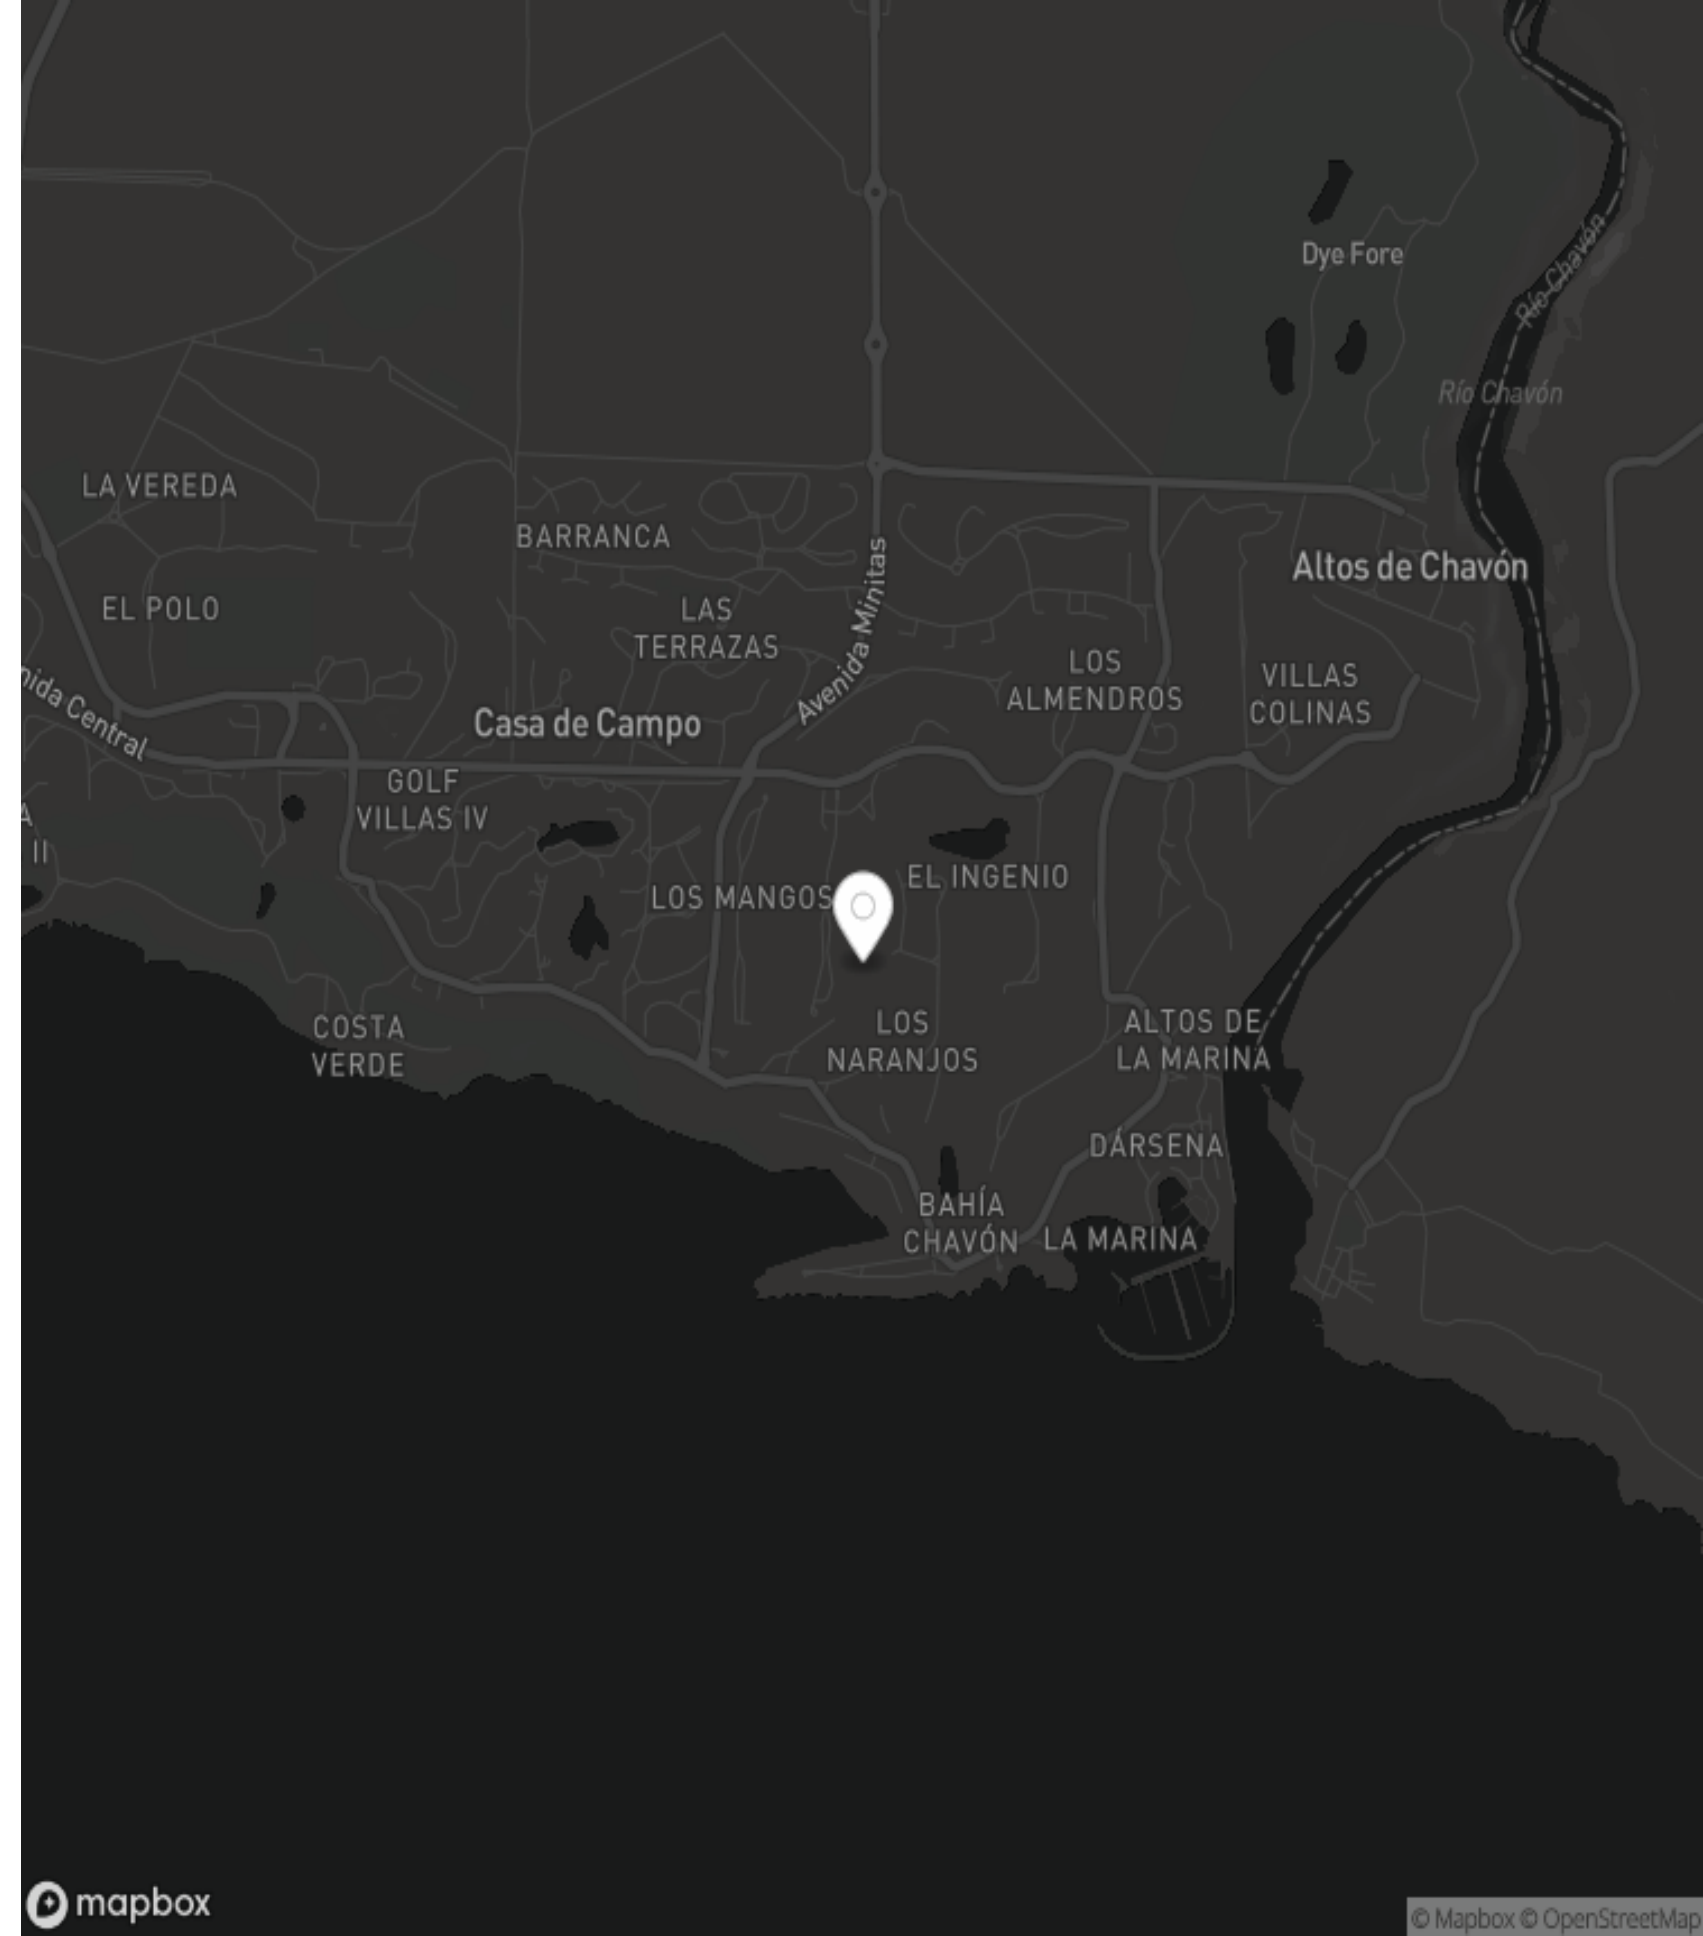 Dye Fore
Río Chavón
Río Chavón
LA VEREDA
BARRANCA
Altos de Chavón
EL POLO
LAS
TERRAZAS
Avenida Minitas
LOS
ALMENDROS
VILLAS
COLINAS
Central
Casa de Campo
GOLF
VILLAS IV
II
LOS MANGOS
EL INGENIO
COSTA
VERDE
LOS
NARANJOS
ALTOS DE
LA MARINA
DÁRSENA
BAHÍA
CHAVÓN
LA MARINA
mapbox
© Mapbox © OpenStreetMap